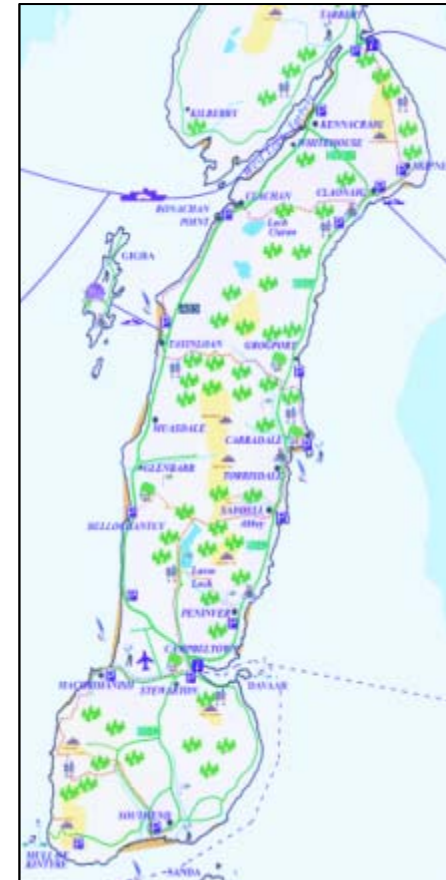 TARBERT
KILBERRY
KENNACRAIG
WHITEHOUSE
SKIPNESS
CLAONAIG
CLACHAN
RONACHAN
POINT
Loch
Ciaran
GIGHA
TAYINLOAN
GROGPORT
MUASDALE
CARRADALE
GLENBARR
TORRISDALE
SADDELL
Abbey
BELLOCHANTUY
Lussa
Loch
PENINVER
CAMPBELTOWN
MACHRIHANISH
STEWARTON
DAVAAR
SOUTHEND
MULL OF
KINTYRE
SANDA